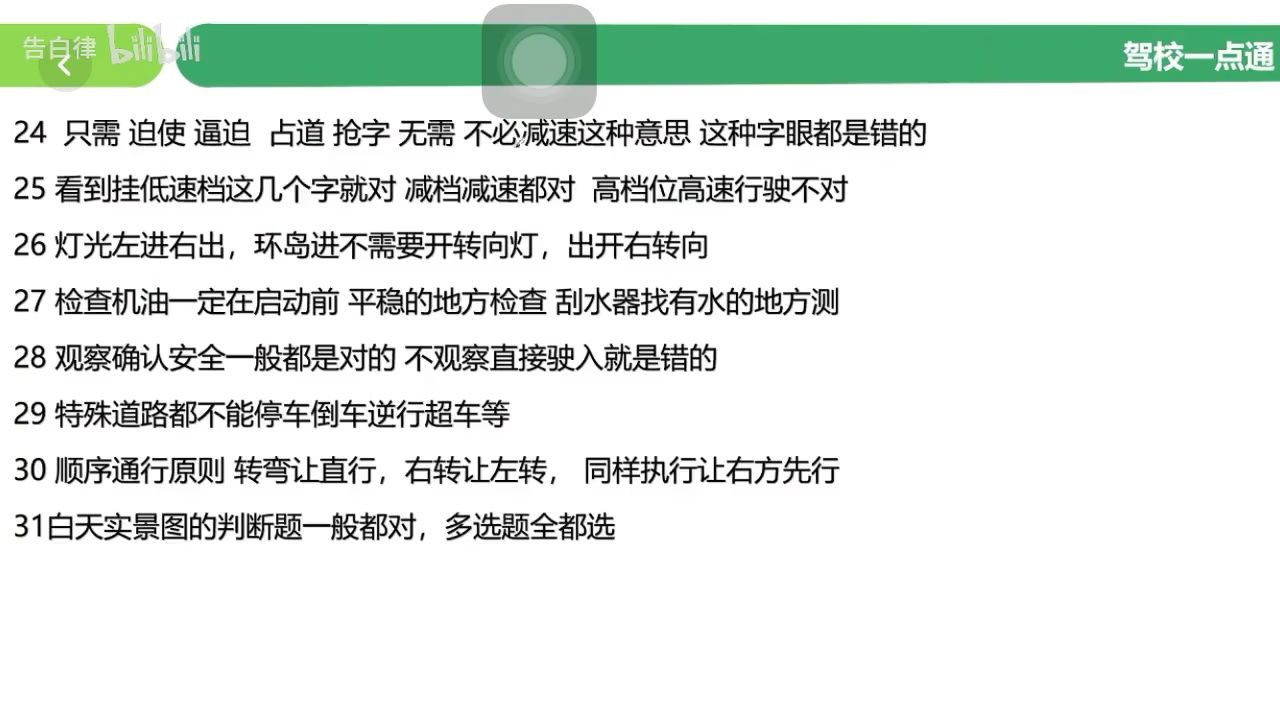 告白律 bilibili
驾校一点通
24 只需 迫使 逼迫 占道 抢字 无需 不必减速这种意思 这种字眼都是错的
25 看到挂低速档这几个字就对 减档减速都对 高档位高速行驶不对
26 灯光左进右出，环岛进不需要开转向灯，出开右转向
27 检查机油一定在启动前 平稳的地方检查 刮水器找有水的地方测
28 观察确认安全一般都是对的 不观察直接驶入就是错的
29 特殊道路都不能停车倒车逆行超车等
30 顺序通行原则 转弯让直行，右转让左转， 同样执行让右方先行
31白天实景图的判断题一般都对，多选题全都选